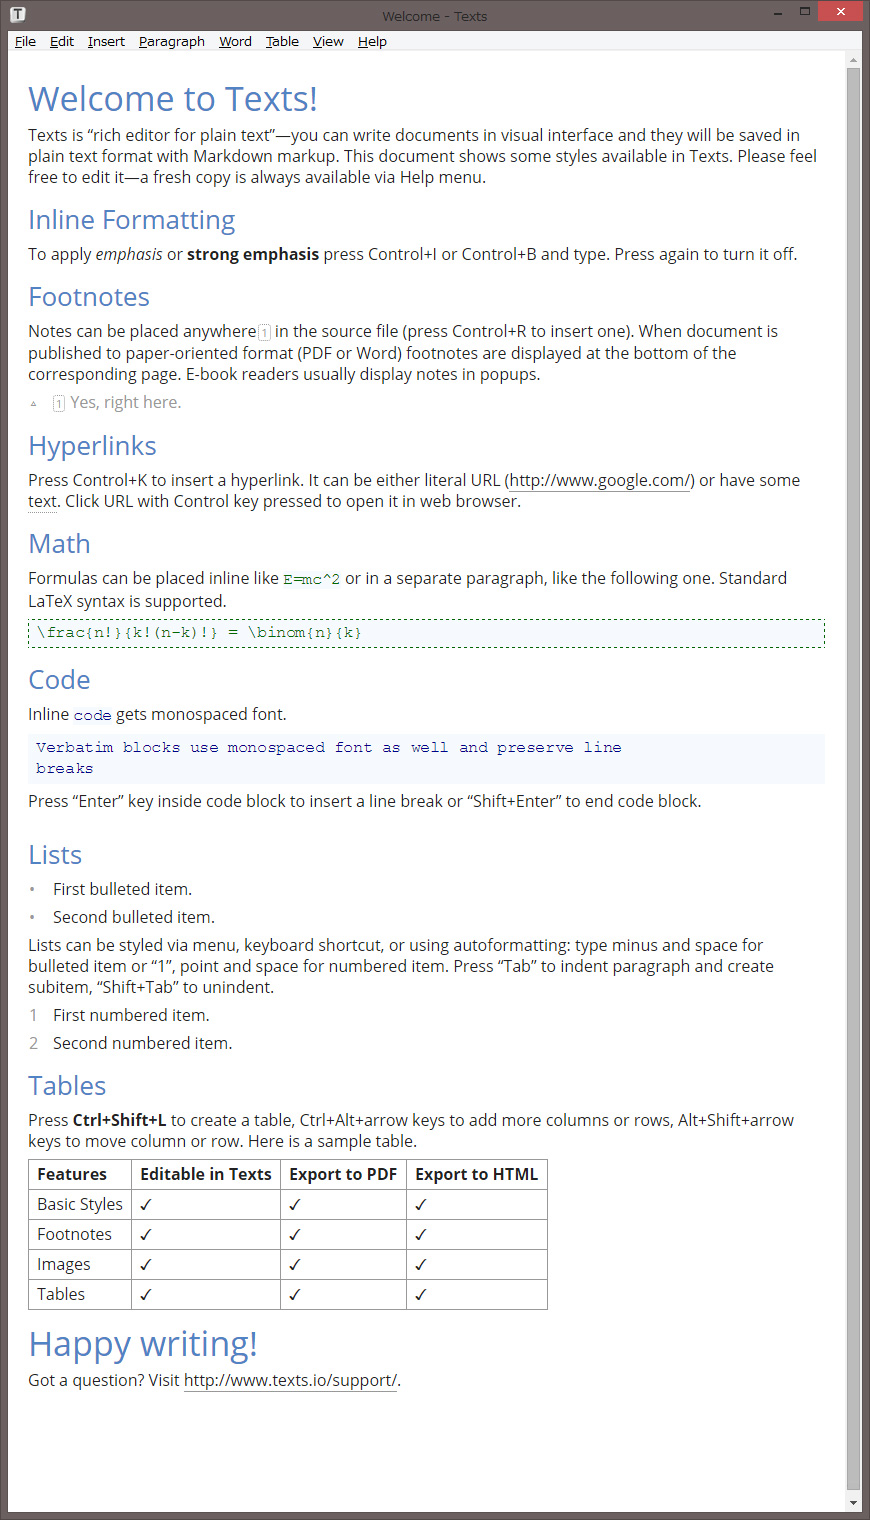 T
Welcome - Texts
File Edit Insert Paragraph Word Table View Help
Welcome to Texts!
Texts is “rich editor for plain text”—you can write documents in visual interface and they will be saved in
plain text format with Markdown markup. This document shows some styles available in Texts. Please feel
free to edit it—a fresh copy is always available via Help menu.
Inline Formatting
To apply emphasis or strong emphasis press Control+I or Control+B and type. Press again to turn it off.
Footnotes
Notes can be placed anywhere 1 in the source file (press Control+R to insert one). When document is
published to paper-oriented format (PDF or Word) footnotes are displayed at the bottom of the
corresponding page. E-book readers usually display notes in popups.
1 Yes, right here.
Hyperlinks
Press Control+K to insert a hyperlink. It can be either literal URL (http://www.google.com/) or have some
text. Click URL with Control key pressed to open it in web browser.
Math
Formulas can be placed inline like E=mc^2 or in a separate paragraph, like the following one. Standard
LaTeX syntax is supported.
\frac{n!}{k!(n-k)!} = \binom{n}{k}
Code
Inline code gets monospaced font.
Verbatim blocks use monospaced font as well and preserve line
breaks
Press “Enter” key inside code block to insert a line break or “Shift+Enter” to end code block.
Lists
• First bulleted item.
• Second bulleted item.
Lists can be styled via menu, keyboard shortcut, or using autoformatting: type minus and space for
bulleted item or “1”, point and space for numbered item. Press “Tab” to indent paragraph and create
subitem, “Shift+Tab” to unindent.
1 First numbered item.
2 Second numbered item.
Tables
Press Ctrl+Shift+L to create a table, Ctrl+Alt+arrow keys to add more columns or rows, Alt+Shift+arrow
keys to move column or row. Here is a sample table.
Features Editable in Texts Export to PDF Export to HTML
Basic Styles ✓ ✓ ✓
Footnotes ✓ ✓ ✓
Images ✓ ✓ ✓
Tables ✓ ✓ ✓
Happy writing!
Got a question? Visit http://www.texts.io/support/.